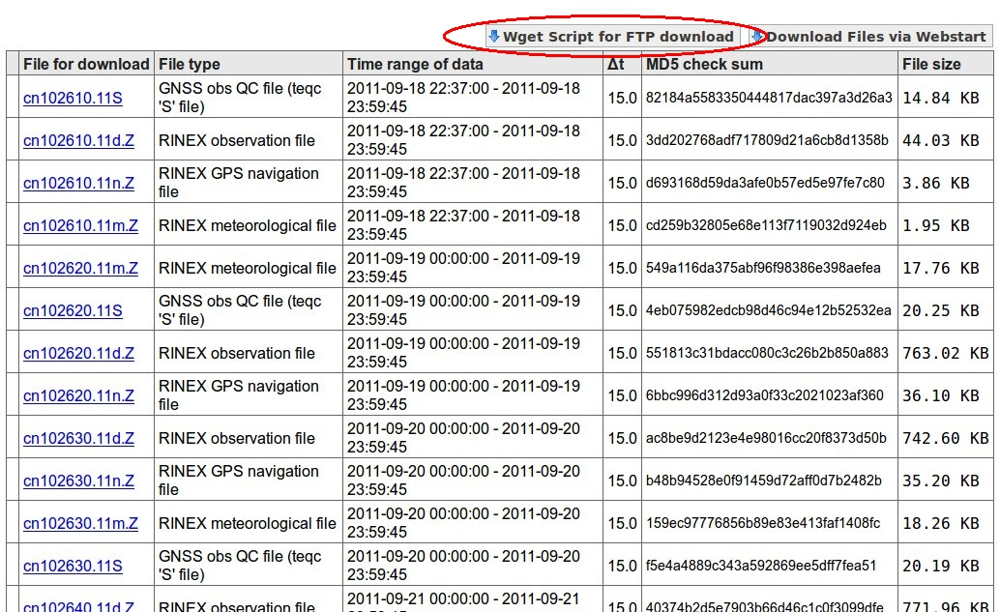 Wget Script for FTP download Download Files via Webstart
File for download File type Time range of data Δt MD5 check sum File size
cn102610.11S GNSS obs QC file (teqc 'S' file) 2011-09-18 22:37:00 - 2011-09-18 23:59:45 15.0 82184a5583350444817dac397a3d26a3 14.84 KB
cn102610.11d.Z RINEX observation file 2011-09-18 22:37:00 - 2011-09-18 23:59:45 15.0 3dd202768adf717809d21a6cb8d1358b 44.03 KB
cn102610.11n.Z RINEX GPS navigation file 2011-09-18 22:37:00 - 2011-09-18 23:59:45 15.0 d693168d59da3afe0b57ed5e97fe7c80 3.86 KB
cn102610.11m.Z RINEX meteorological file 2011-09-18 22:37:00 - 2011-09-18 23:59:45 15.0 cd259b32805e68e113f7119032d924eb 1.95 KB
cn102620.11m.Z RINEX meteorological file 2011-09-19 00:00:00 - 2011-09-19 23:59:45 15.0 549a116da375abf96f98386e398aefea 17.76 KB
cn102620.11S GNSS obs QC file (teqc 'S' file) 2011-09-19 00:00:00 - 2011-09-19 23:59:45 15.0 4eb075982edcb98d46c94e12b52532ea 20.25 KB
cn102620.11d.Z RINEX observation file 2011-09-19 00:00:00 - 2011-09-19 23:59:45 15.0 551813c31bdacc080c3c26b2b850a883 763.02 KB
cn102620.11n.Z RINEX GPS navigation file 2011-09-19 00:00:00 - 2011-09-19 23:59:45 15.0 6bbc996d312d93a0f33c2021023af360 36.10 KB
cn102630.11d.Z RINEX observation file 2011-09-20 00:00:00 - 2011-09-20 23:59:45 15.0 ac8be9d2123e4e98016cc20f8373d50b 742.60 KB
cn102630.11n.Z RINEX GPS navigation file 2011-09-20 00:00:00 - 2011-09-20 23:59:45 15.0 b48b94528e0f91459d72aff0d7b2482b 35.20 KB
cn102630.11m.Z RINEX meteorological file 2011-09-20 00:00:00 - 2011-09-20 23:59:45 15.0 159ec97776856b89e83e413faf1408fc 18.26 KB
cn102630.11S GNSS obs QC file (teqc 'S' file) 2011-09-20 00:00:00 - 2011-09-20 23:59:45 15.0 f5e4a4889c343a592869ee5dff7fea51 20.19 KB
cn102640.11d.Z RINEX observation file 2011-09-21 00:00:00 - 2011-09-21 15.0 40374b2d5e7903b66d46c1c0f3099dfe 771.96 KB